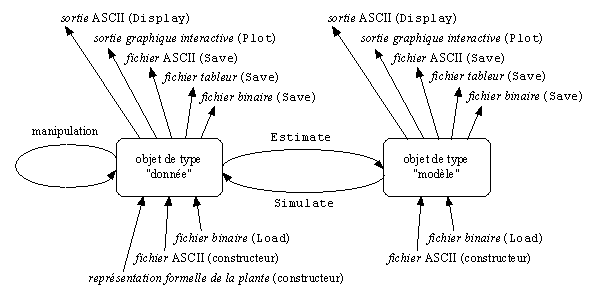 sortie ASCII (Display)
sortie graphique interactive (Plot)
fichier ASCII (Save)
fichier tableur (Save)
fichier binaire (Save)
sortie ASCII (Display)
sortie graphique interactive (Plot)
fichier ASCII (Save)
fichier tableur (Save)
fichier binaire (Save)
manipulation
objet de type
"donnée"
Estimate
Simulate
objet de type
"modèle"
fichier binaire (Load)
fichier ASCII (constructeur)
représentation formelle de la plante (constructeur)
fichier binaire (Load)
fichier ASCII (constructeur)